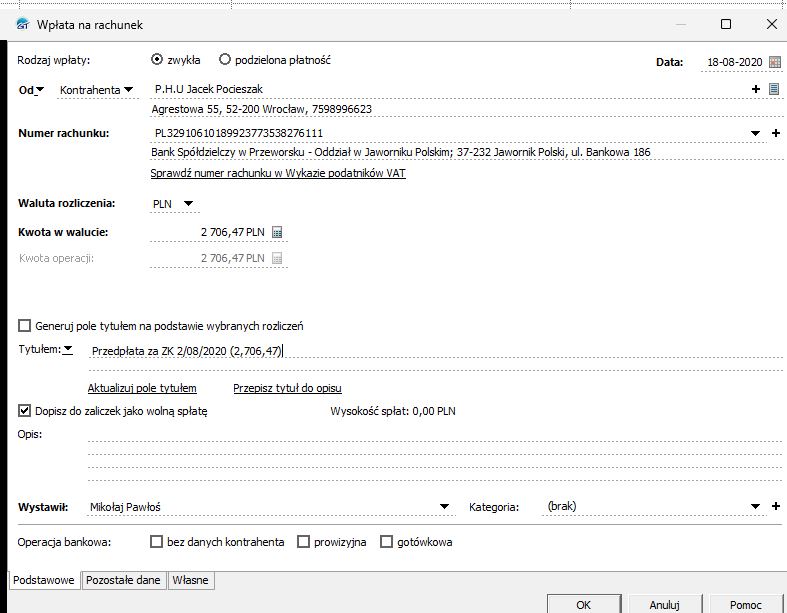 Wpłata na rachunek
Rodzaj wpłaty: zwykła podzielona płatność Data: 18-08-2020
Od Kontrahenta P.H.U Jacek Pocieszak
Agrestowa 55, 52-200 Wrocław, 7598996623
Numer rachunku: PL32910610189923773538276111
Bank Spółdzielczy w Przeworsku - Oddział w Jaworniku Polskim; 37-232 Jawornik Polski, ul. Bankowa 186
Sprawdź numer rachunku w Wykazie podatników VAT
Waluta rozliczenia: PLN
Kwota w walucie: 2 706,47 PLN
Kwota operacji: 2 706,47 PLN
Generuj pole tytułem na podstawie wybranych rozliczeń
Tytułem: Przedpłata za ZK 2/08/2020 (2,706,47)
Aktualizuj pole tytułem Przepisz tytuł do opisu
Dopisz do zaliczek jako wolną spłatę Wysokość spłat: 0,00 PLN
Opis:
Wystawił: Mikołaj Pawłoś Kategoria: (brak)
Operacja bankowa: bez danych kontrahenta prowizyjna gotówkowa
Podstawowe Pozostałe dane Własne
OK Anuluj Pomoc